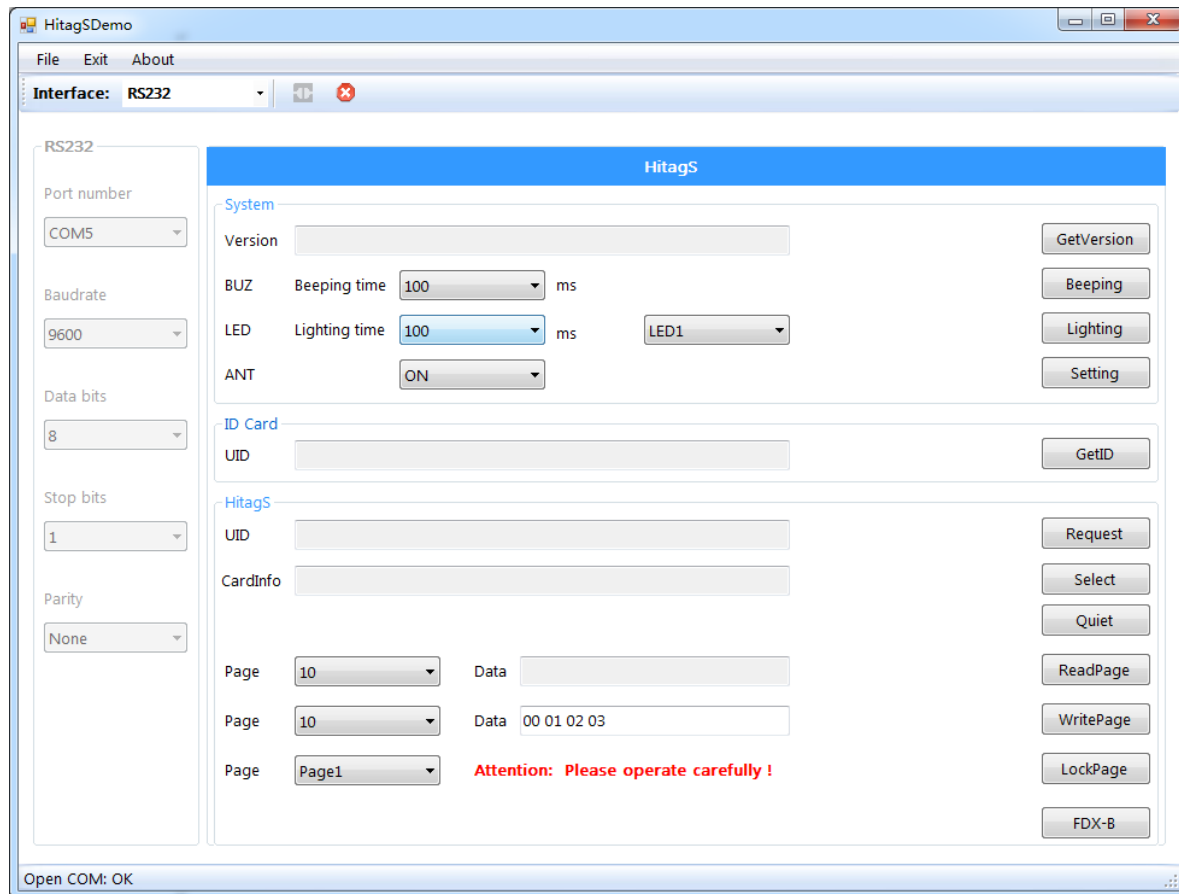 HitagSDemo
File Exit About
Interface: RS232
RS232
Port number
COM5
Baudrate
9600
Data bits
8
Stop bits
1
Parity
None
HitagS
System
Version GetVersion
BUZ Beeping time 100 ms Beeping
LED Lighting time 100 ms LED1 Lighting
ANT ON Setting
ID Card
UID GetID
HitagS
UID Request
CardInfo Select
Quiet
Page 10 Data ReadPage
Page 10 Data 00 01 02 03 WritePage
Page Page1 Attention: Please operate carefully ! LockPage
FDX-B
Open COM: OK